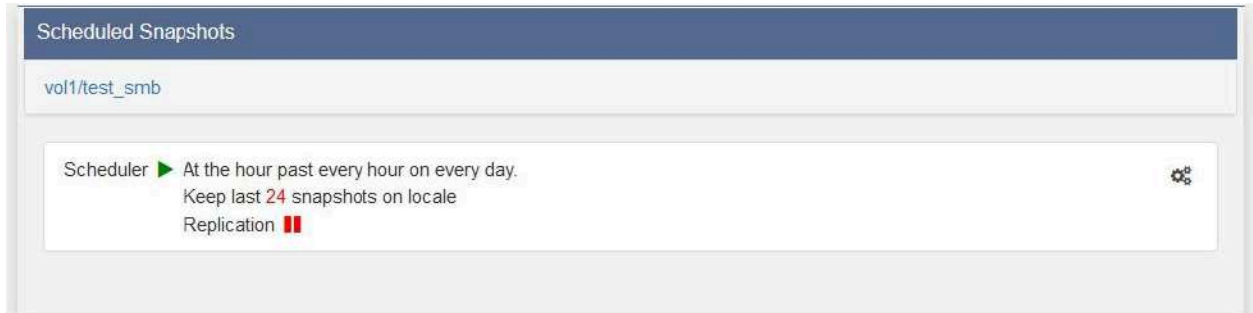 Scheduled Snapshots
vol1/test_smb
Scheduler At the hour past every hour on every day.
Keep last 24 snapshots on locale
Replication